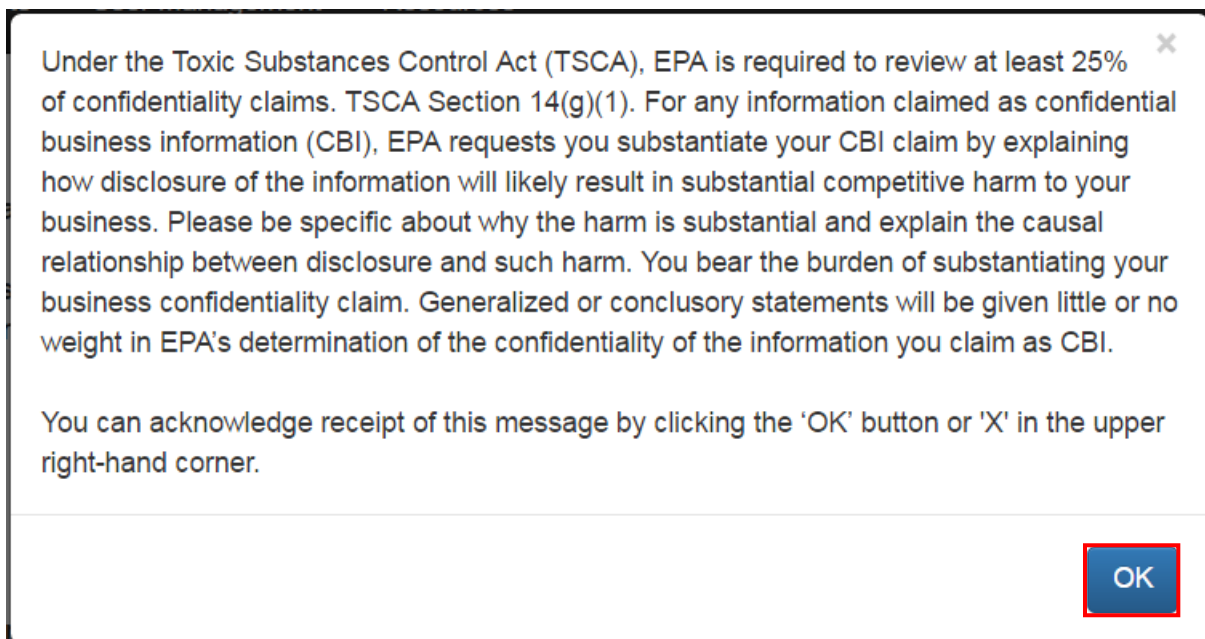 Under the Toxic Substances Control Act (TSCA), EPA is required to review at least 25%
of confidentiality claims. TSCA Section 14(g)(1). For any information claimed as confidential
business information (CBI), EPA requests you substantiate your CBI claim by explaining
how disclosure of the information will likely result in substantial competitive harm to your
business. Please be specific about why the harm is substantial and explain the causal
relationship between disclosure and such harm. You bear the burden of substantiating your
business confidentiality claim. Generalized or conclusory statements will be given little or no
weight in EPA’s determination of the confidentiality of the information you claim as CBI.
You can acknowledge receipt of this message by clicking the ‘OK’ button or 'X' in the upper
right-hand corner.
OK